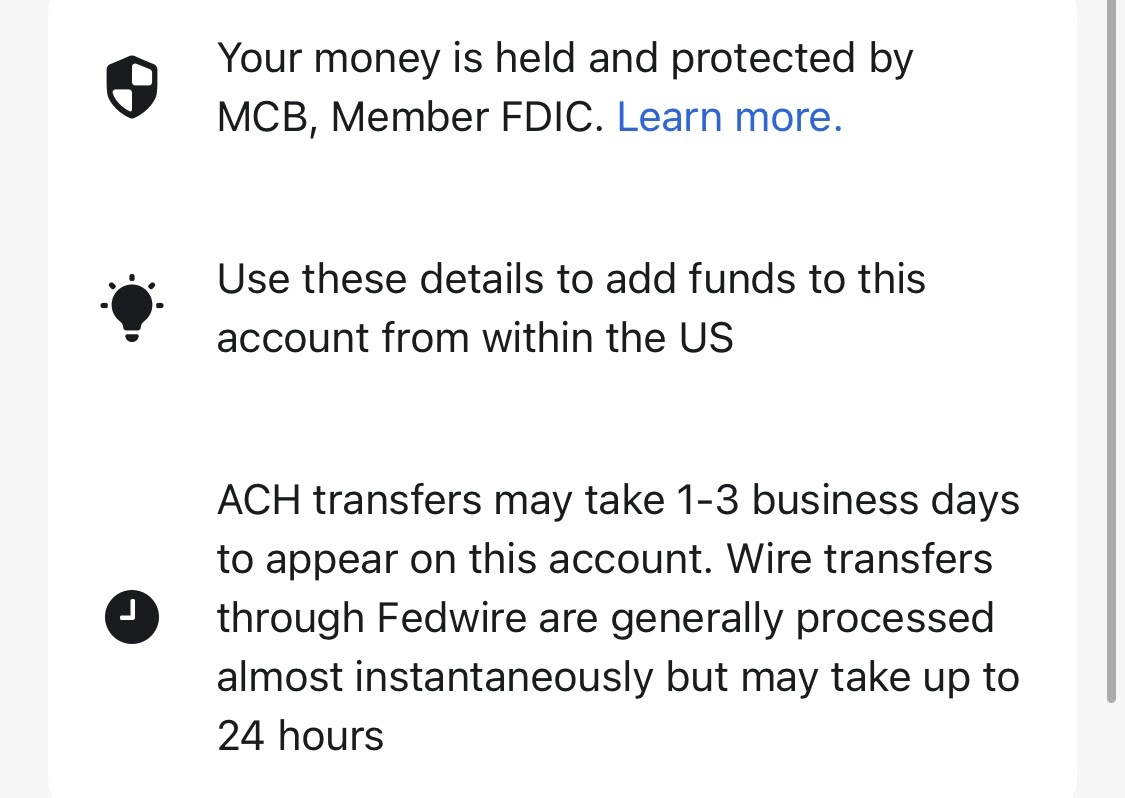 Your money is held and protected by
MCB, Member FDIC. Learn more.
Use these details to add funds to this
account from within the US
ACH transfers may take 1-3 business days
to appear on this account. Wire transfers
through Fedwire are generally processed
almost instantaneously but may take up to
24 hours